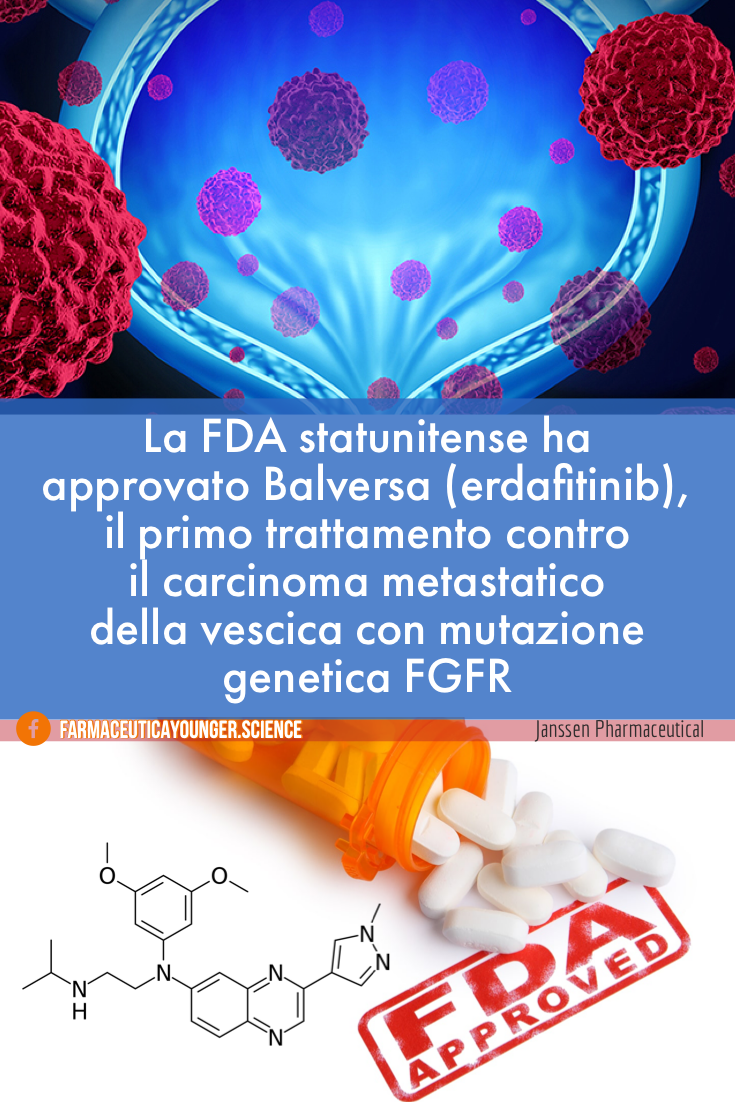 La FDA statunitense ha
approvato Balversa (erdafitinib),
il primo trattamento contro
il carcinoma metastatico
della vescica con mutazione
genetica FGFR
f FARMACEUTICAYOUNGER.SCIENCE
Janssen Pharmaceutical
O
O
N
N
N
N
H
N
N
N
FDA
APPROVED